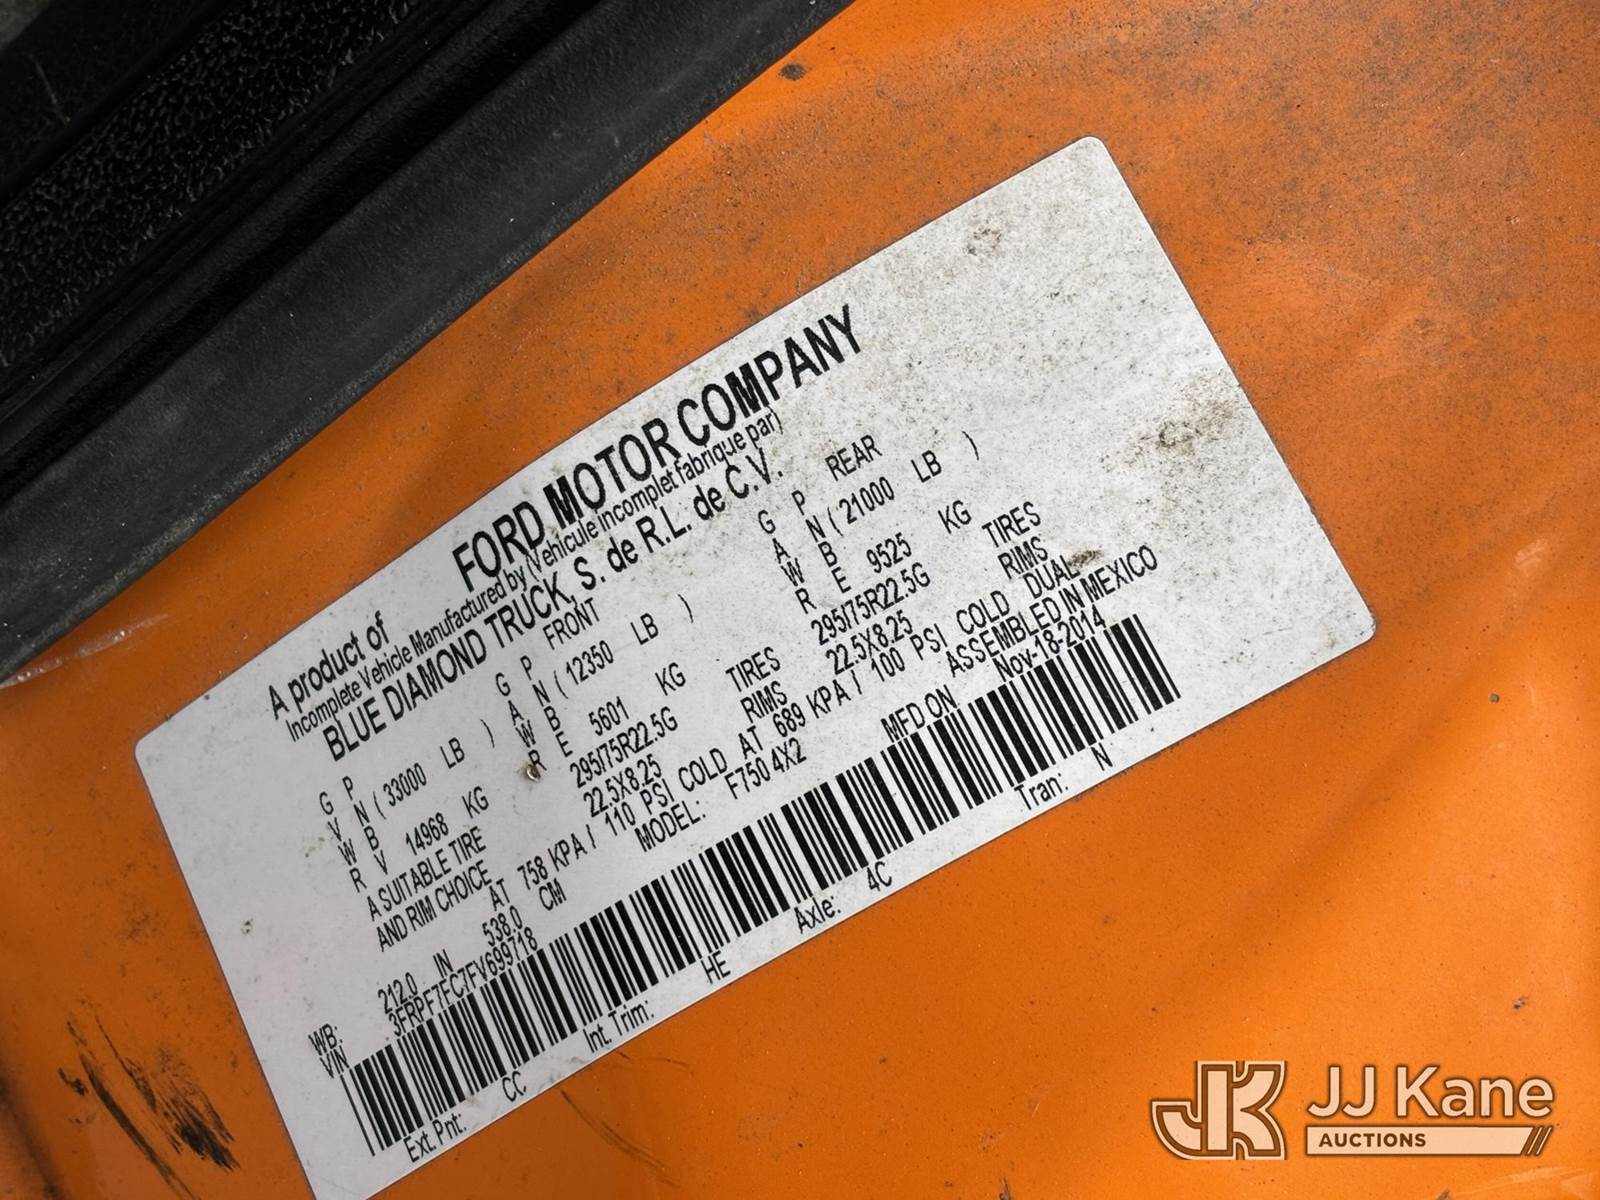 A product of FORD MOTOR COMPANY
Incomplete Vehicle Manufactured by (Vehicule incomplet fabrique par)
BLUE DIAMOND TRUCK, S. de R.L. de C.V.
G P G P FRONT G P REAR
V N ( 33000 LB ) A N ( 12350 LB ) A N ( 21000 LB )
W B W B W B
R V 14968 KG R E 5601 KG R E 9525 KG
A SUITABLE TIRE 295/75R22.5G TIRES 295/75R22.5G TIRES
AND RIM CHOICE 22.5X8.25 RIMS 22.5X8.25 RIMS
AT 758 KPA / 110 PSI COLD AT 689 KPA / 100 PSI COLD DUAL
WB: 212.0 IN 538.0 CM MODEL: F750 4X2 ASSEMBLED IN MEXICO
VIN 3FRPF7FC7FV699718 MFD ON Nov-18-2014
Ext. Pnt: CC Int. Trim: HE Axle: 4C Tran: N
JK JJ Kane
AUCTIONS